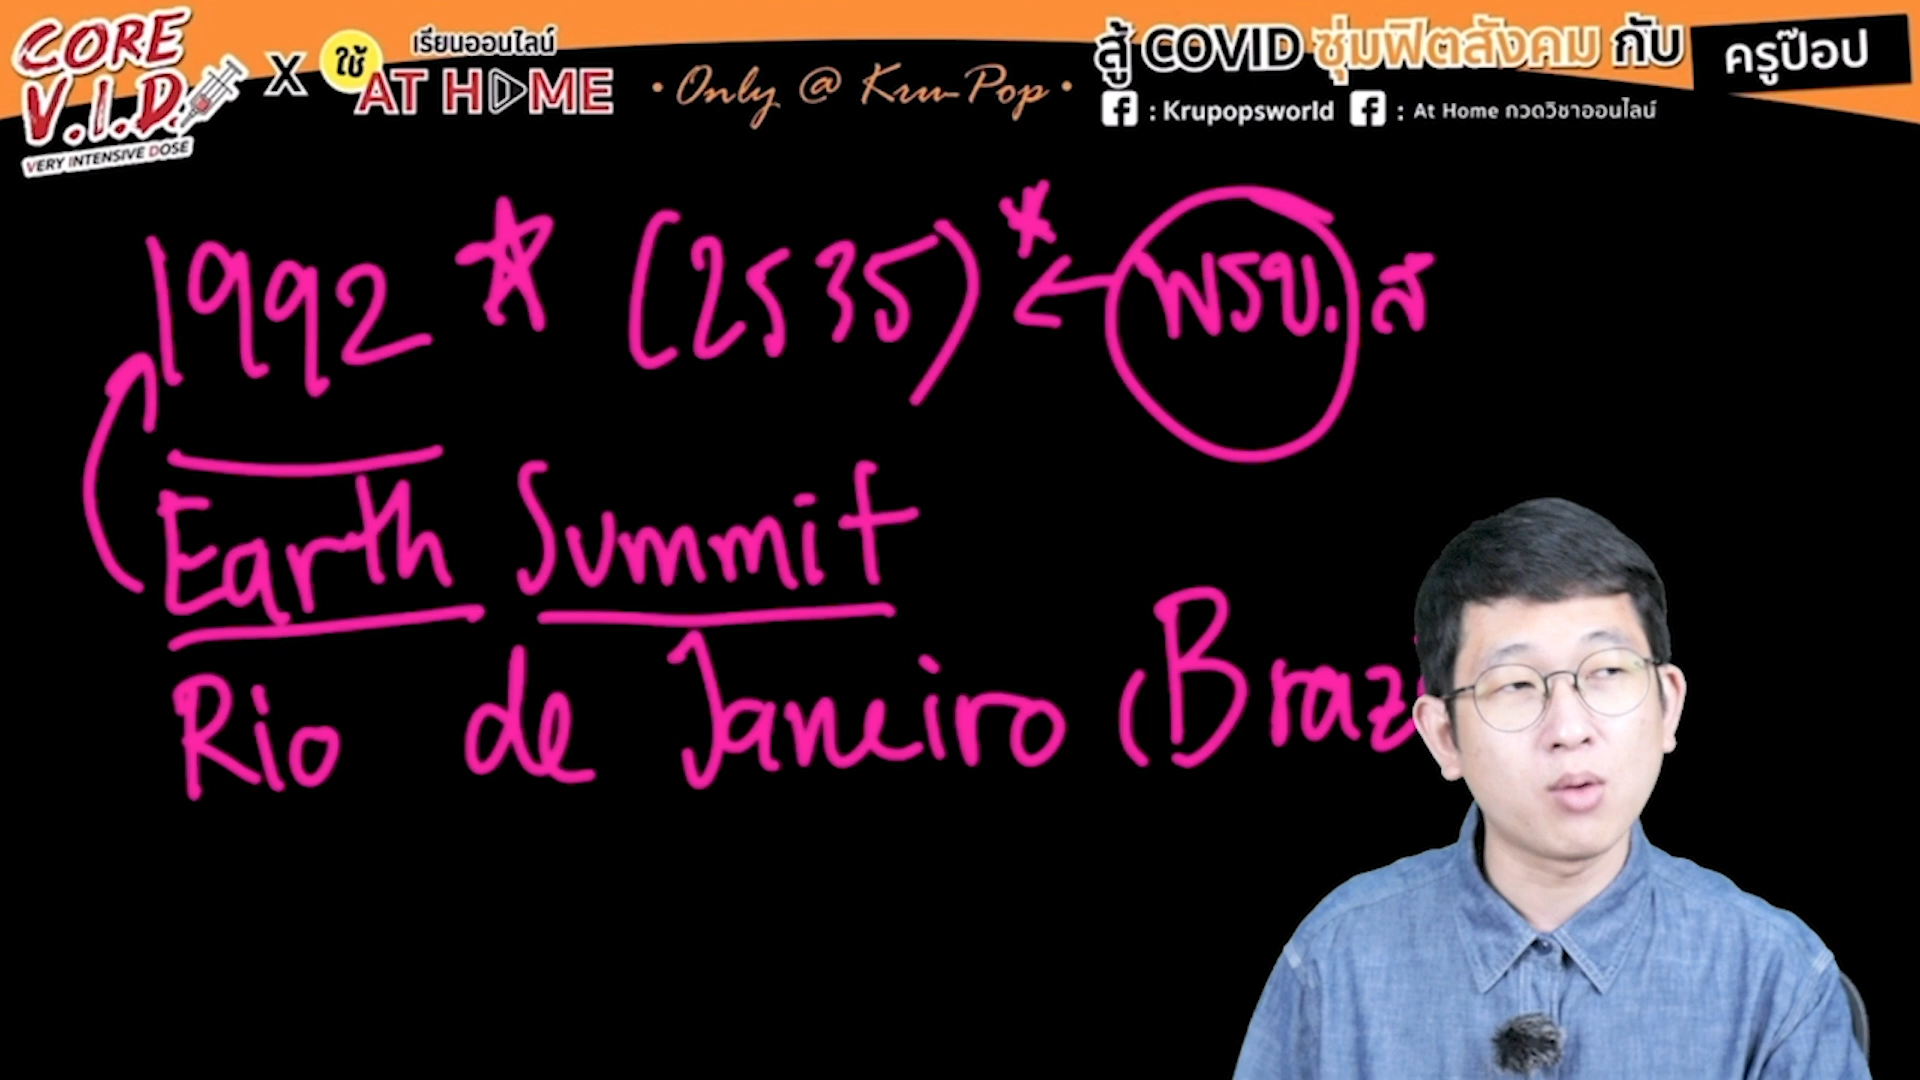 CORE
V.I.D.
VERY INTENSIVE DOSE
X
ใช้
เรียนออนไลน์
AT HOME
• Only @ Kru-Pop •
สู้ COVID ซุ่มฟิตสังคม กับ ครูป๊อป
: Krupopsworld : At Home กวดวิชาออนไลน์
1992 (2535) พรบ. ส
Earth Summit
Rio de Janeiro (Braz